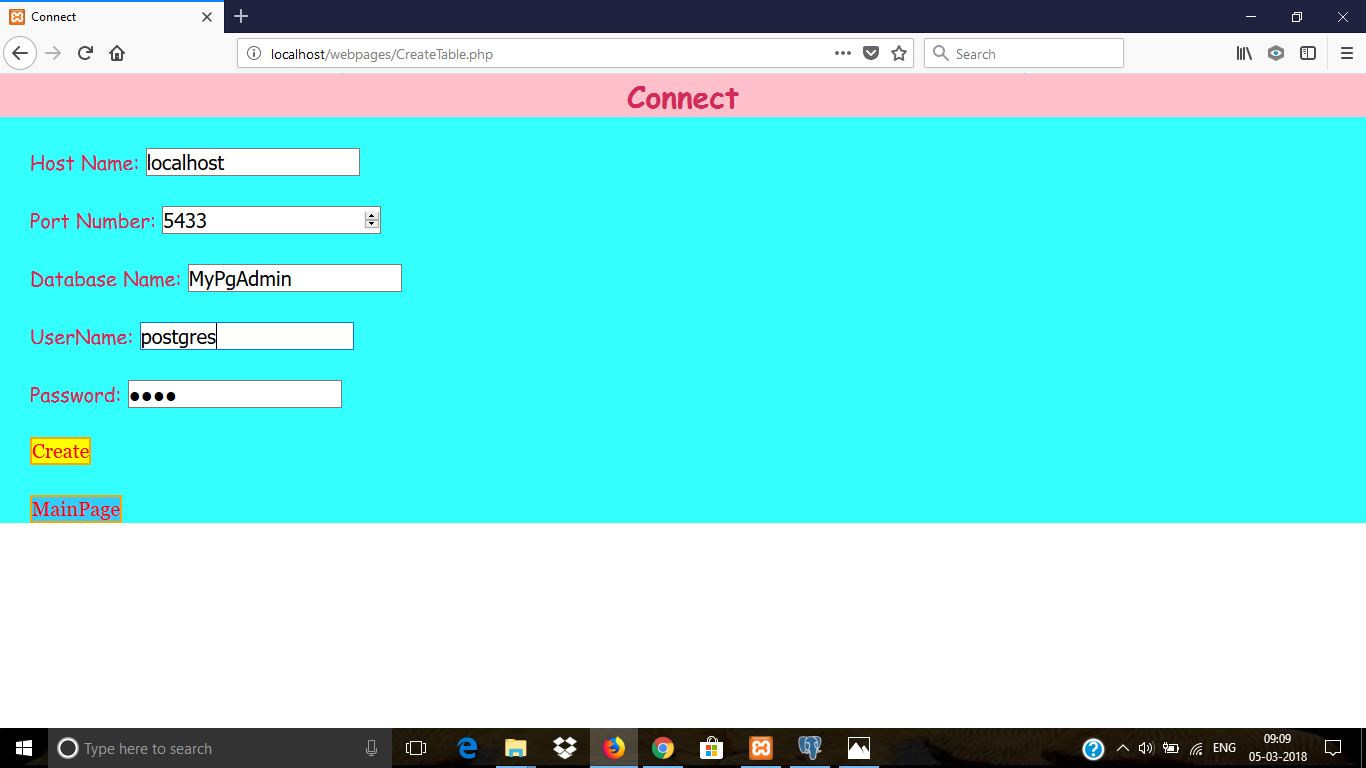 Connect
localhost/webpages/CreateTable.php
Search
Connect
Host Name: localhost
Port Number: 5433
Database Name: MyPgAdmin
UserName: postgres
Password: ●●●●
Create
MainPage
Type here to search
ENG
09:09
05-03-2018